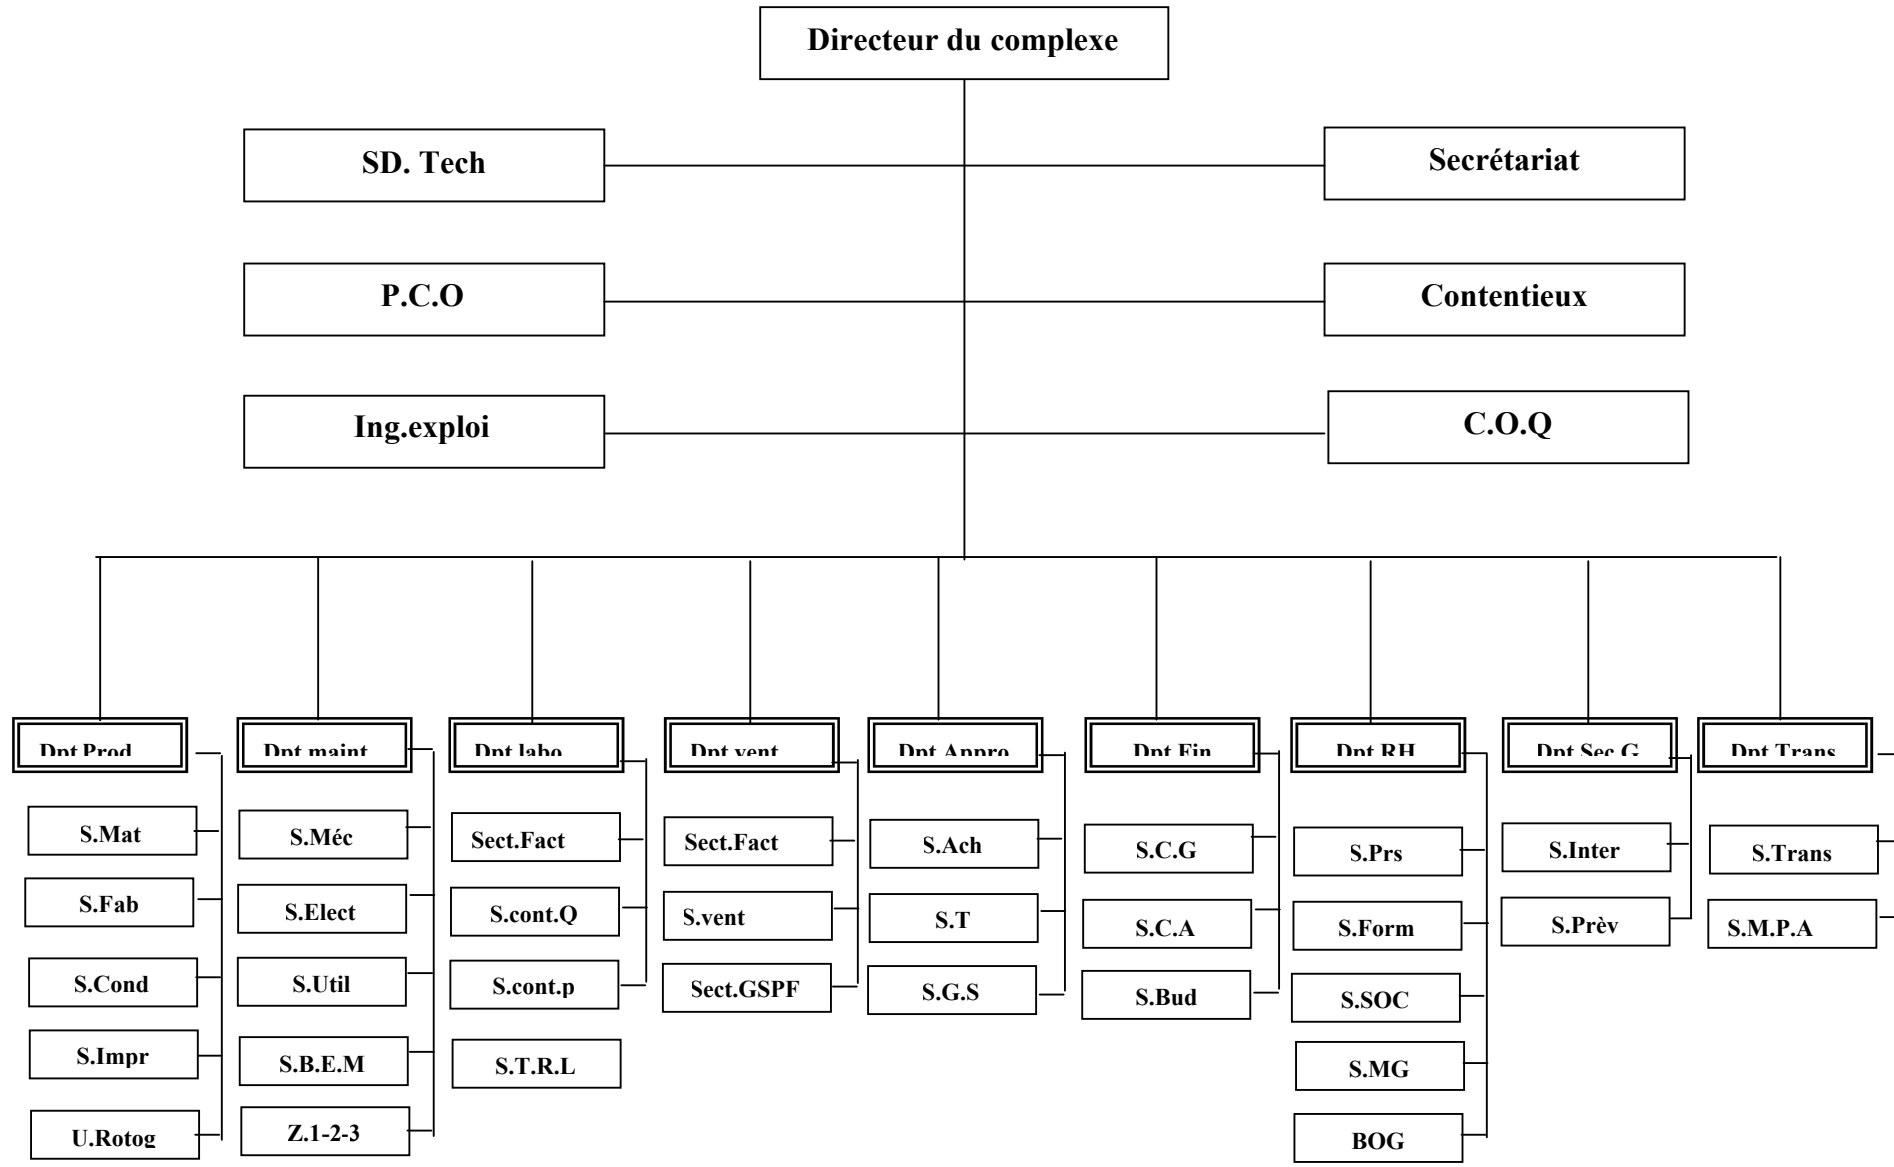 Directeur du complexe
SD. Tech
Secrétariat
P.C.O
Contentieux
Ing.exploi
C.O.Q
Dpt Prod
Dpt maint
Dpt labo
Dpt vent
Dpt Appro
Dpt Fin
Dpt RH
Dpt Sec.G
Dpt Trans
S.Mat
S.Fab
S.Cond
S.Impr
U.Rotog
S.Méc
S.Elect
S.Util
S.B.E.M
Z.1-2-3
Sect.Fact
S.cont.Q
S.cont.p
S.T.R.L
Sect.Fact
S.vent
Sect.GSPF
S.Ach
S.T
S.G.S
S.C.G
S.C.A
S.Bud
S.Prs
S.Form
S.SOC
S.MG
BOG
S.Inter
S.Prèv
S.Trans
S.M.P.A